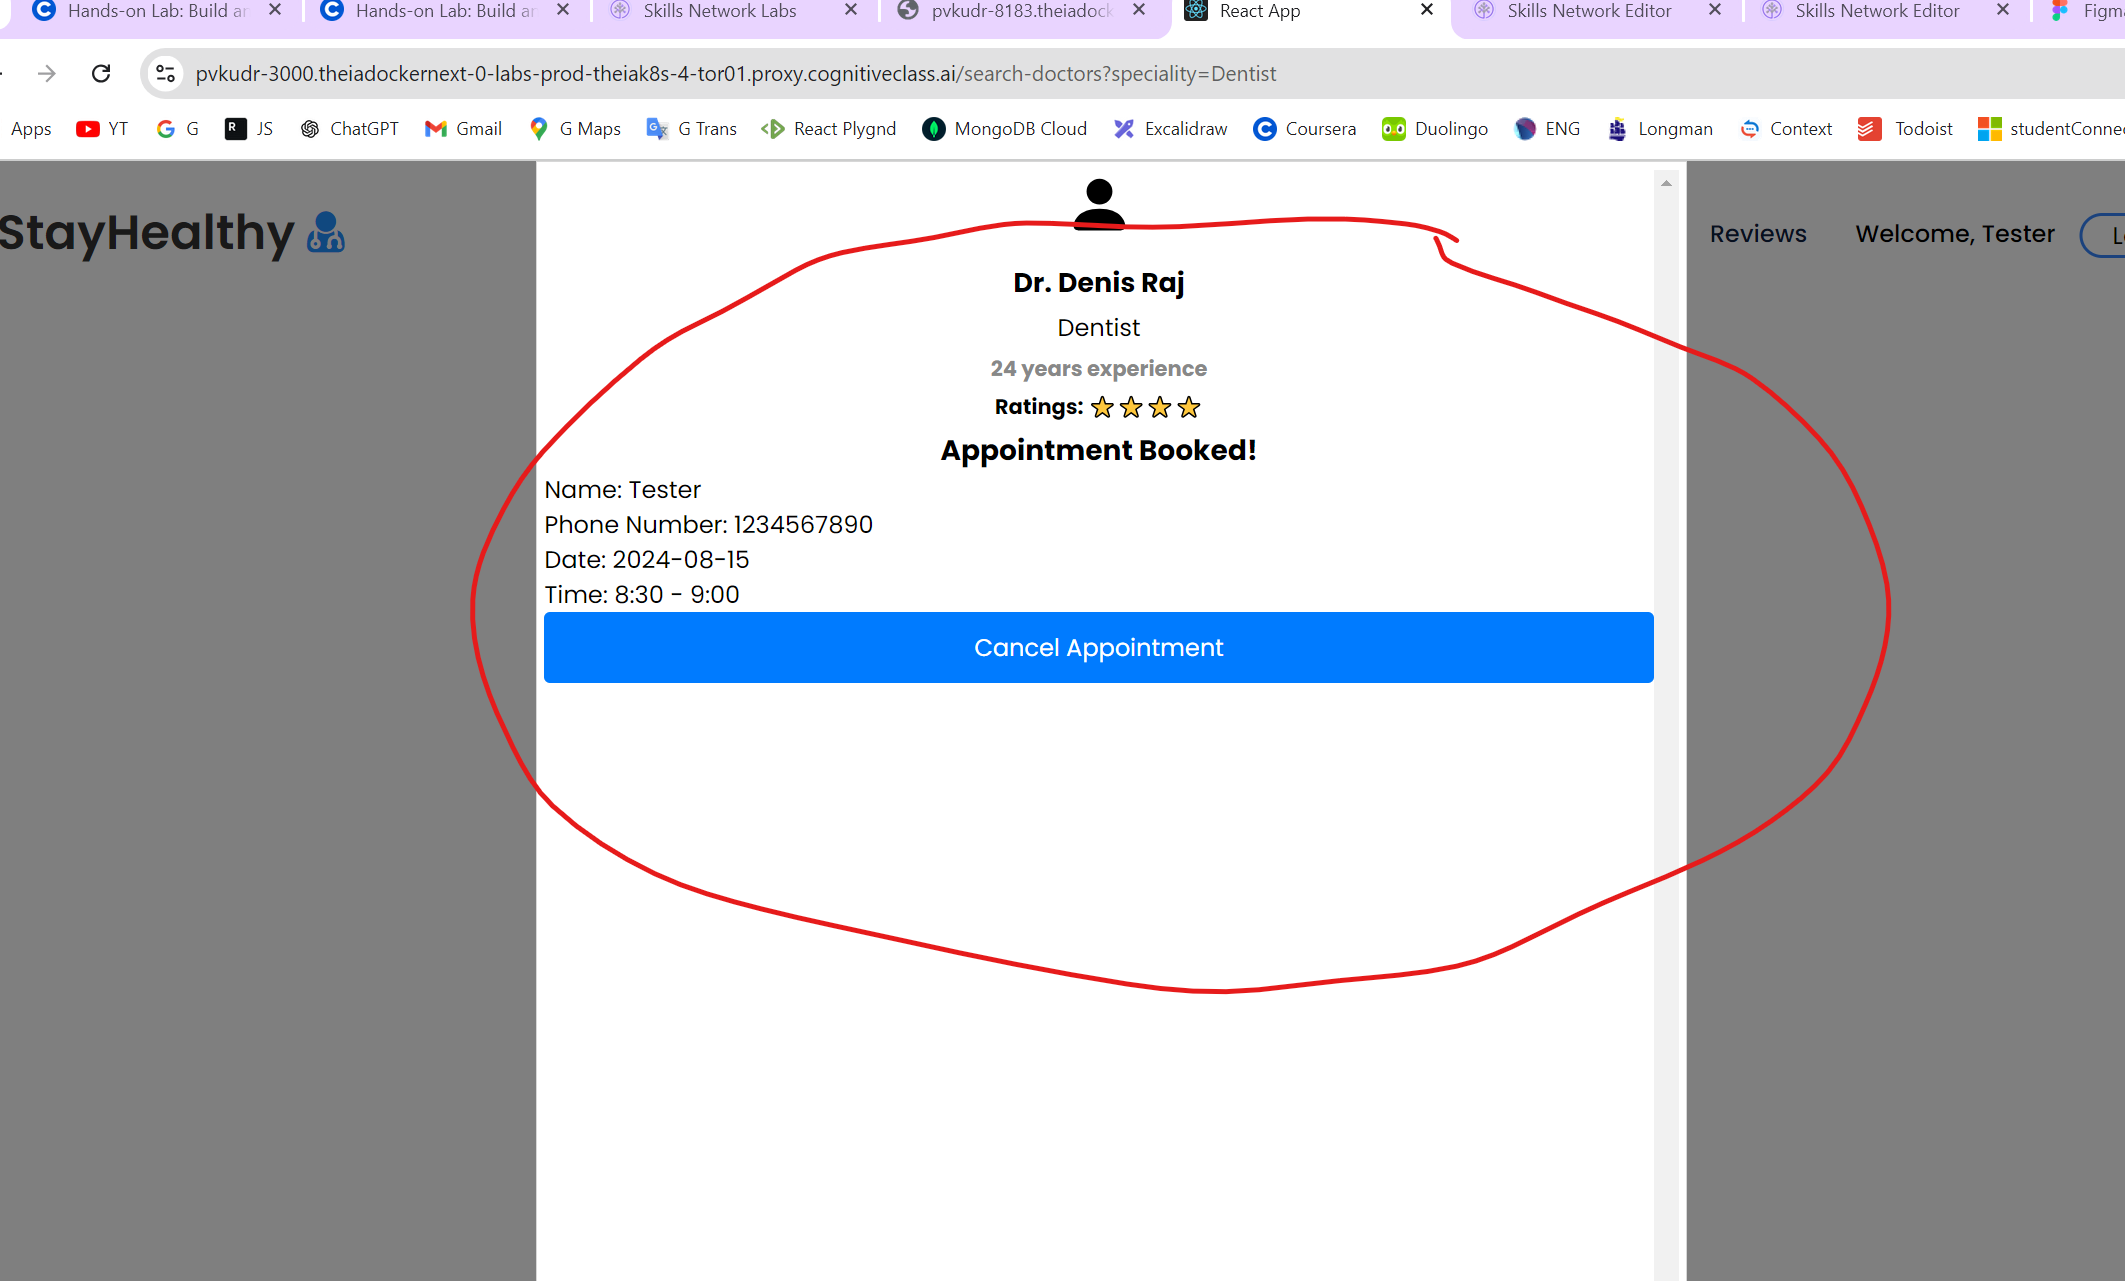 Hands-on Lab: Build ar
Hands-on Lab: Build ar
Skills Network Labs
pvkudr-8183.theiadock
React App
Skills Network Editor
Skills Network Editor
Figm
pvkudr-3000.theiadockernext-0-labs-prod-theiak8s-4-tor01.proxy.cognitiveclass.ai/search-doctors?speciality=Dentist
Apps YT G JS ChatGPT Gmail G Maps G Trans React Plygnd MongoDB Cloud Excalidraw Coursera Duolingo ENG Longman Context Todoist studentConnec
StayHealthy
Reviews Welcome, Tester
Dr. Denis Raj
Dentist
24 years experience
Ratings:
Appointment Booked!
Name: Tester
Phone Number: 1234567890
Date: 2024-08-15
Time: 8:30 - 9:00
Cancel Appointment